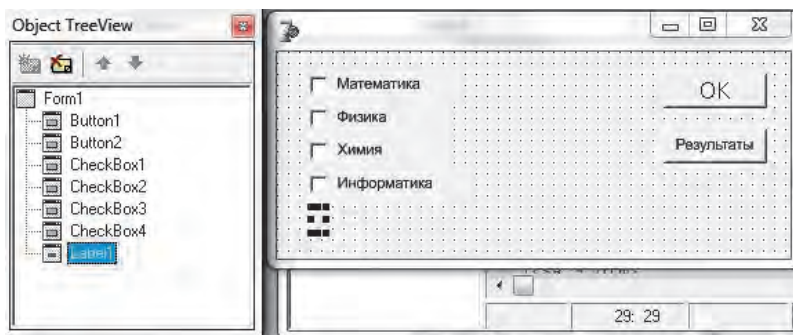 Object TreeView
Form1
Button1
Button2
CheckBox1
CheckBox2
CheckBox3
CheckBox4
Label1
Математика
Физика
Химия
Информатика
OK
Результаты
29: 29